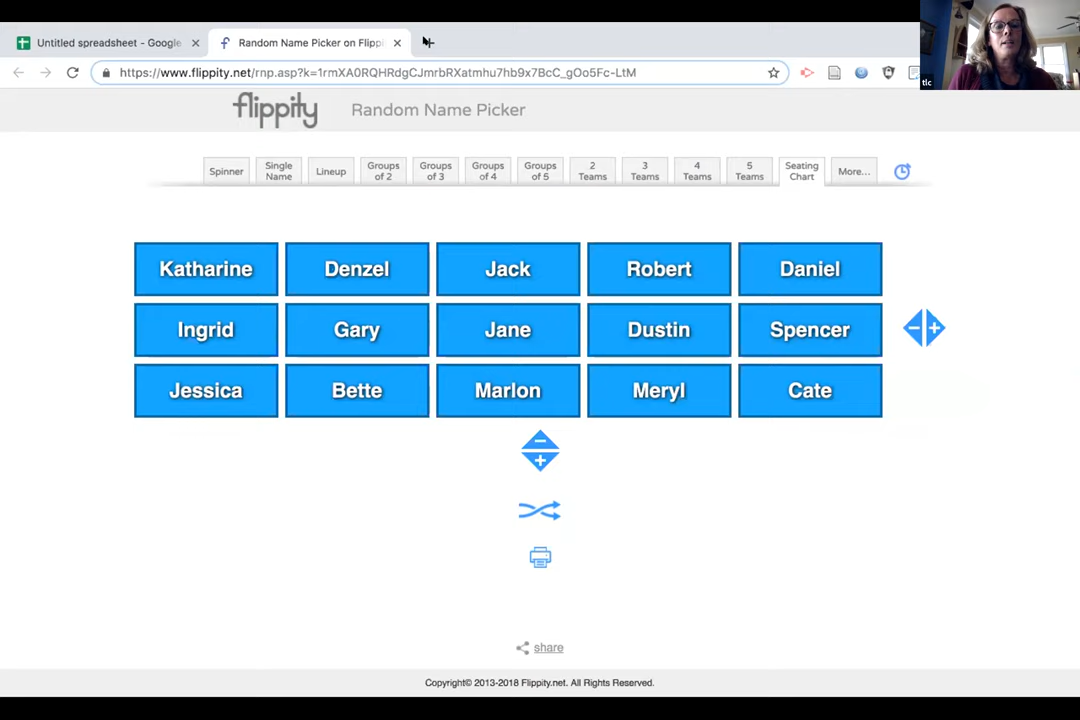 Untitled spreadsheet - Google
Random Name Picker on Flippi
https://www.flippity.net/rnp.asp?k=1rmXA0RQHRdgCJmrbRXatmhu7hb9x7BcC_gOo5Fc-LtM
tlc
flippity
Random Name Picker
Spinner
Single
Name
Lineup
Groups
of 2
Groups
of 3
Groups
of 4
Groups
of 5
2
Teams
3
Teams
4
Teams
5
Teams
Seating
Chart
More...
Katharine
Denzel
Jack
Robert
Daniel
Ingrid
Gary
Jane
Dustin
Spencer
Jessica
Bette
Marlon
Meryl
Cate
share
Copyright© 2013-2018 Flippity.net. All Rights Reserved.